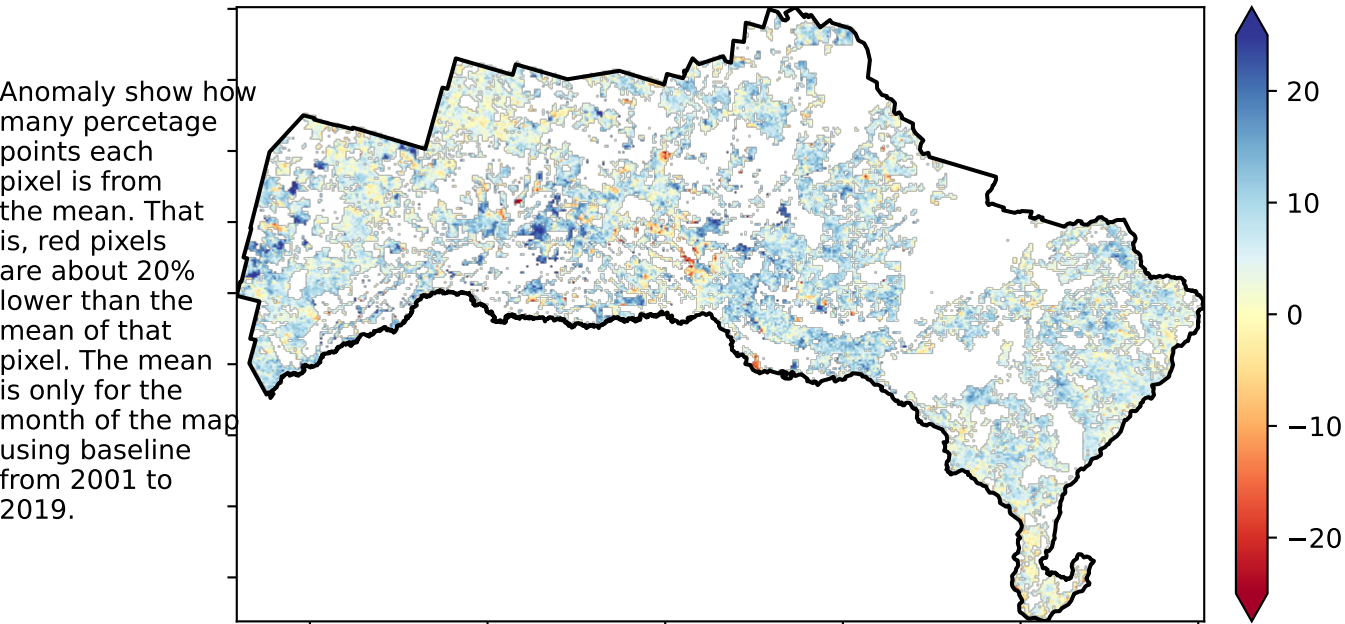 Anomaly show how
many percetage
points each
pixel is from
the mean. That
is, red pixels
are about 20%
lower than the
mean of that
pixel. The mean
is only for the
month of the map
using baseline
from 2001 to
2019.
20
10
0
−10
−20